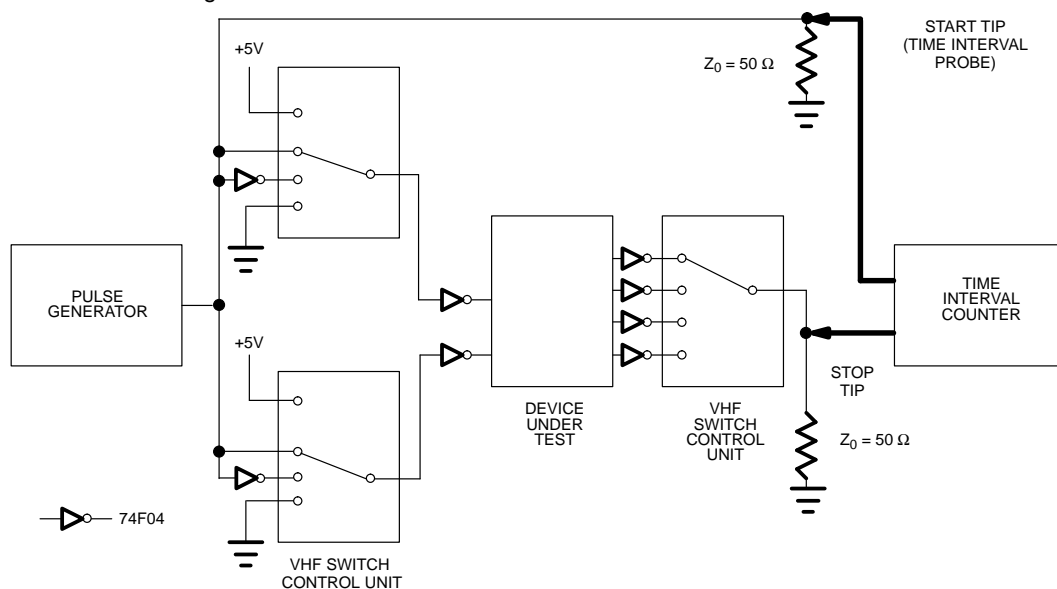 +5V
START TIP
(TIME INTERVAL
PROBE)
Z0 = 50 Ω
PULSE
GENERATOR
TIME
INTERVAL
COUNTER
+5V
STOP
TIP
DEVICE
UNDER
TEST
VHF
SWITCH
CONTROL
UNIT
Z0 = 50 Ω
74F04
VHF SWITCH
CONTROL UNIT